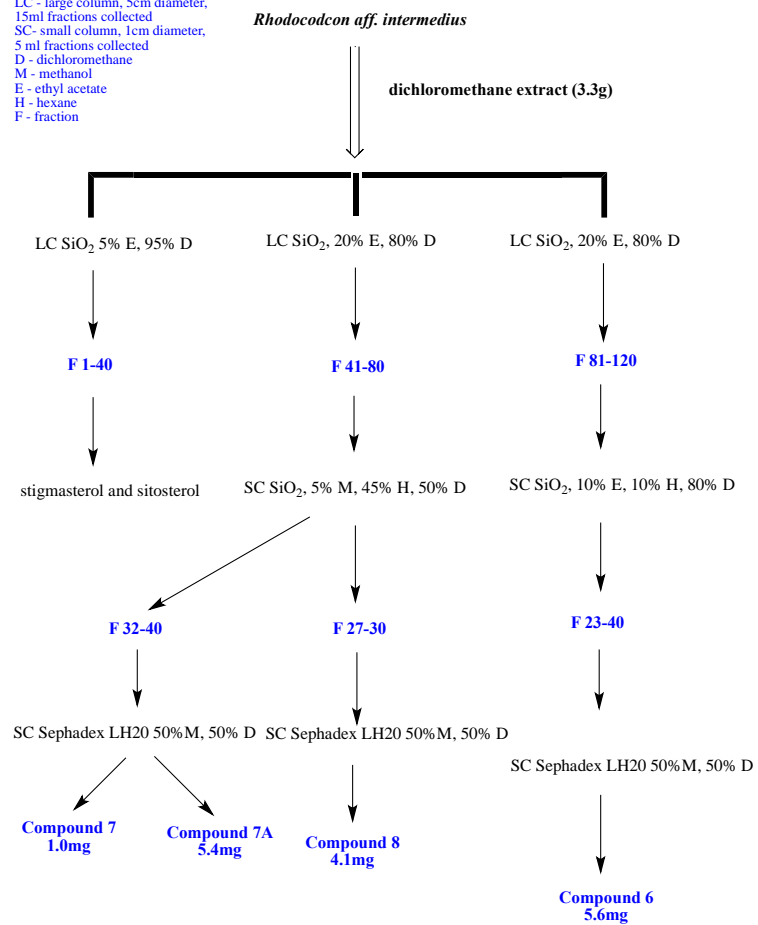 LC - large column, 5cm diameter,
15ml fractions collected
SC- small column, 1cm diameter,
5 ml fractions collected
D - dichloromethane
M - methanol
E - ethyl acetate
H - hexane
F - fraction
Rhodocodcon aff. intermedius
dichloromethane extract (3.3g)
LC SiO2 5% E, 95% D
LC SiO2, 20% E, 80% D
LC SiO2, 20% E, 80% D
F 1-40
F 41-80
F 81-120
stigmasterol and sitosterol
SC SiO2, 5% M, 45% H, 50% D
SC SiO2, 10% E, 10% H, 80% D
F 32-40
F 27-30
F 23-40
SC Sephadex LH20 50%M, 50% D
SC Sephadex LH20 50%M, 50% D
SC Sephadex LH20 50%M, 50% D
Compound 7
1.0mg
Compound 7A
5.4mg
Compound 8
4.1mg
Compound 6
5.6mg